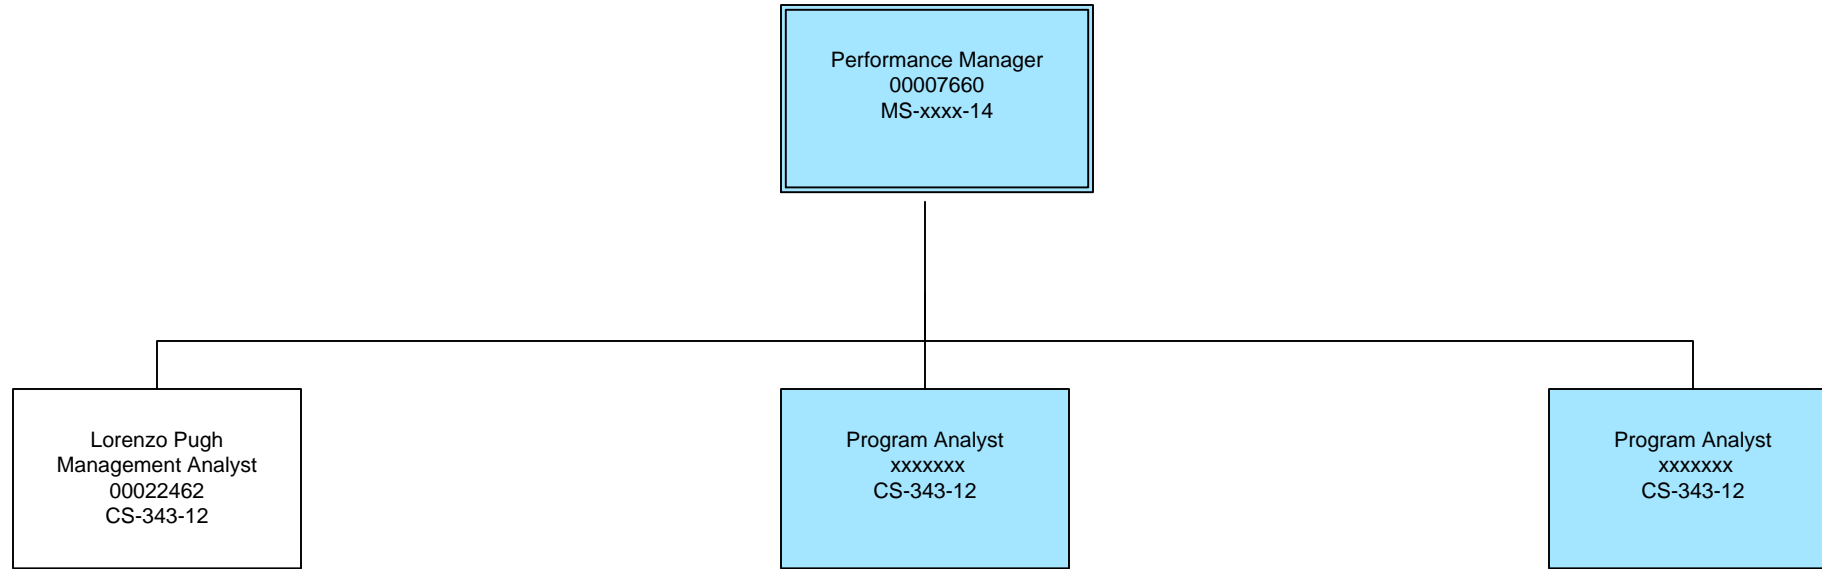 Performance Manager
00007660
MS-xxxx-14
Lorenzo Pugh
Management Analyst
00022462
CS-343-12
Program Analyst
xxxxxxx
CS-343-12
Program Analyst
xxxxxxx
CS-343-12